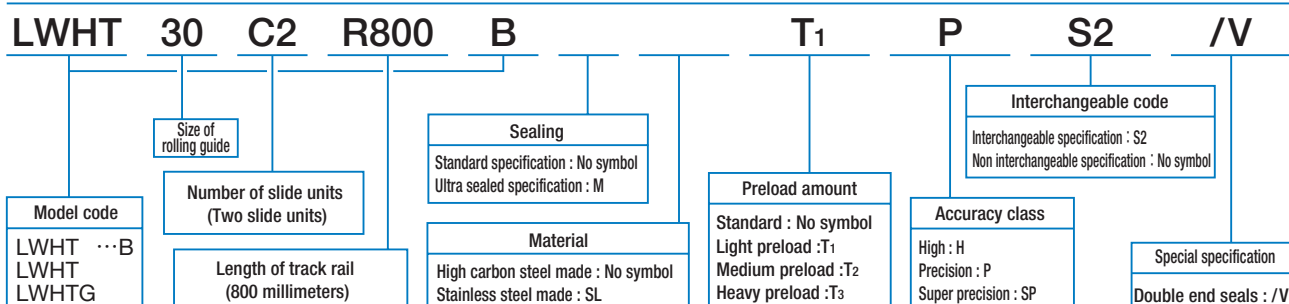 LWHT 30 C2 R800 B T1 P S2 /V
Size of
rolling guide
Number of slide units
(Two slide units)
Model code
LWHT ···B
LWHT
LWHTG
Length of track rail
(800 millimeters)
Sealing
Standard specification : No symbol
Ultra sealed specification : M
Material
High carbon steel made : No symbol
Stainless steel made : SL
Preload amount
Standard : No symbol
Light preload :T1
Medium preload :T2
Heavy preload :T3
Interchangeable code
Interchangeable specification : S2
Non interchangeable specification : No symbol
Accuracy class
High : H
Precision : P
Super precision : SP
Special specification
Double end seals : /V